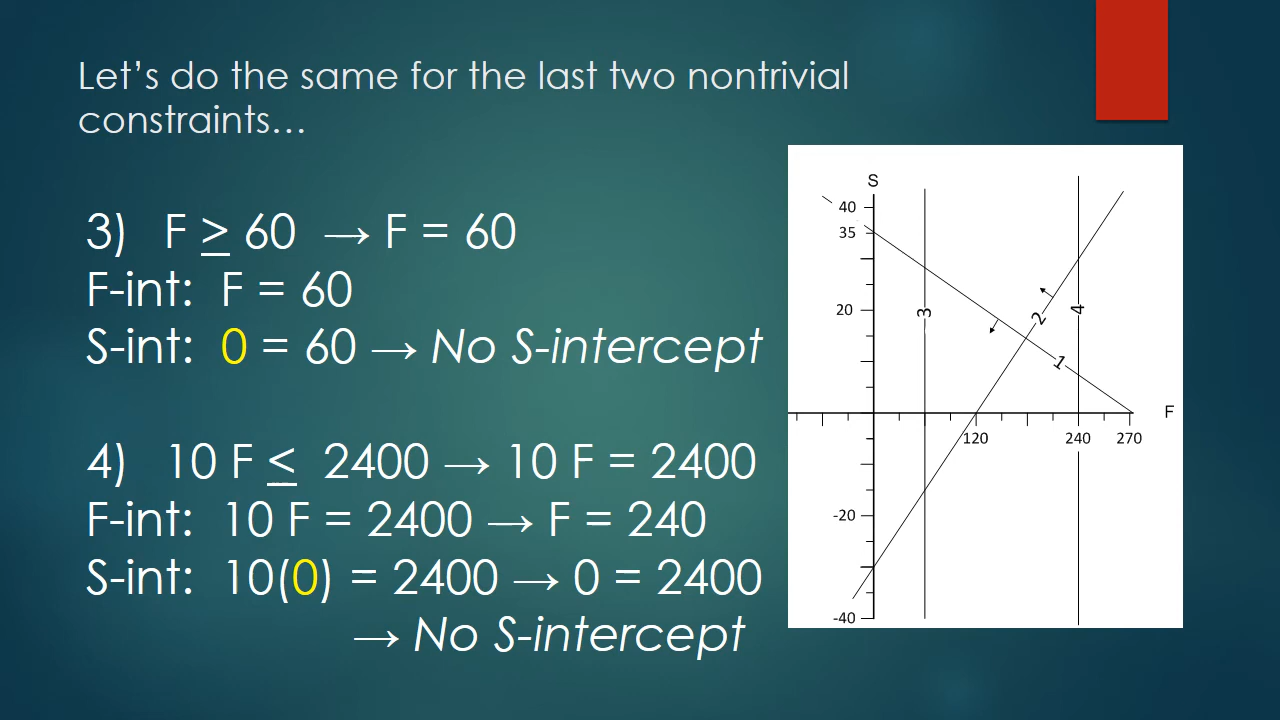 Let’s do the same for the last two nontrivial
constraints…
3) F ≥ 60 → F = 60
F-int: F = 60
S-int: 0 = 60 → No S-intercept
4) 10 F ≤ 2400 → 10 F = 2400
F-int: 10 F = 2400 → F = 240
S-int: 10(0) = 2400 → 0 = 2400
→ No S-intercept
S
40
35
20
3
2
4
1
F
120
240
270
-20
-40